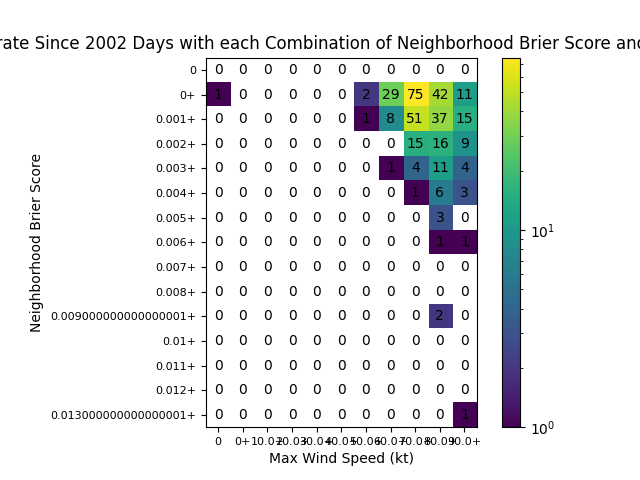 rate Since 2002 Days with each Combination of Neighborhood Brier Score and
0 0 0 0 0 0 0 0 0 0 0 0
0+ 1 0 0 0 0 0 2 29 75 42 11
0.001+ 0 0 0 0 0 0 1 8 51 37 15
0.002+ 0 0 0 0 0 0 0 0 15 16 9
0.003+ 0 0 0 0 0 0 0 1 4 11 4
0.004+ 0 0 0 0 0 0 0 0 1 6 3
0.005+ 0 0 0 0 0 0 0 0 0 3 0
0.006+ 0 0 0 0 0 0 0 0 0 1 1
0.007+ 0 0 0 0 0 0 0 0 0 0 0
0.008+ 0 0 0 0 0 0 0 0 0 0 0
0.009000000000000001+ 0 0 0 0 0 0 0 0 0 2 0
0.01+ 0 0 0 0 0 0 0 0 0 0 0
0.011+ 0 0 0 0 0 0 0 0 0 0 0
0.012+ 0 0 0 0 0 0 0 0 0 0 0
0.013000000000000001+ 0 0 0 0 0 0 0 0 0 0 1
0 0+
Max Wind Speed (kt)
Neighborhood Brier Score
10¹
10⁰